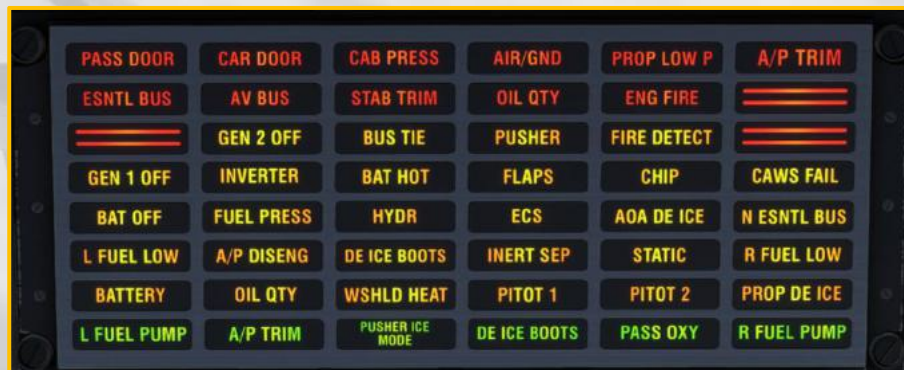 PASS DOOR CAR DOOR CAB PRESS AIR/GND PROP LOW P A/P TRIM
ESNTL BUS AV BUS STAB TRIM OIL QTY ENG FIRE
GEN 2 OFF BUS TIE PUSHER FIRE DETECT
GEN 1 OFF INVERTER BAT HOT FLAPS CHIP CAWS FAIL
BAT OFF FUEL PRESS HYDR ECS AOA DE ICE N ESNTL BUS
L FUEL LOW A/P DISENG DE ICE BOOTS INERT SEP STATIC R FUEL LOW
BATTERY OIL QTY WSHLD HEAT PITOT 1 PITOT 2 PROP DE ICE
L FUEL PUMP A/P TRIM PUSHER ICE MODE DE ICE BOOTS PASS OXY R FUEL PUMP